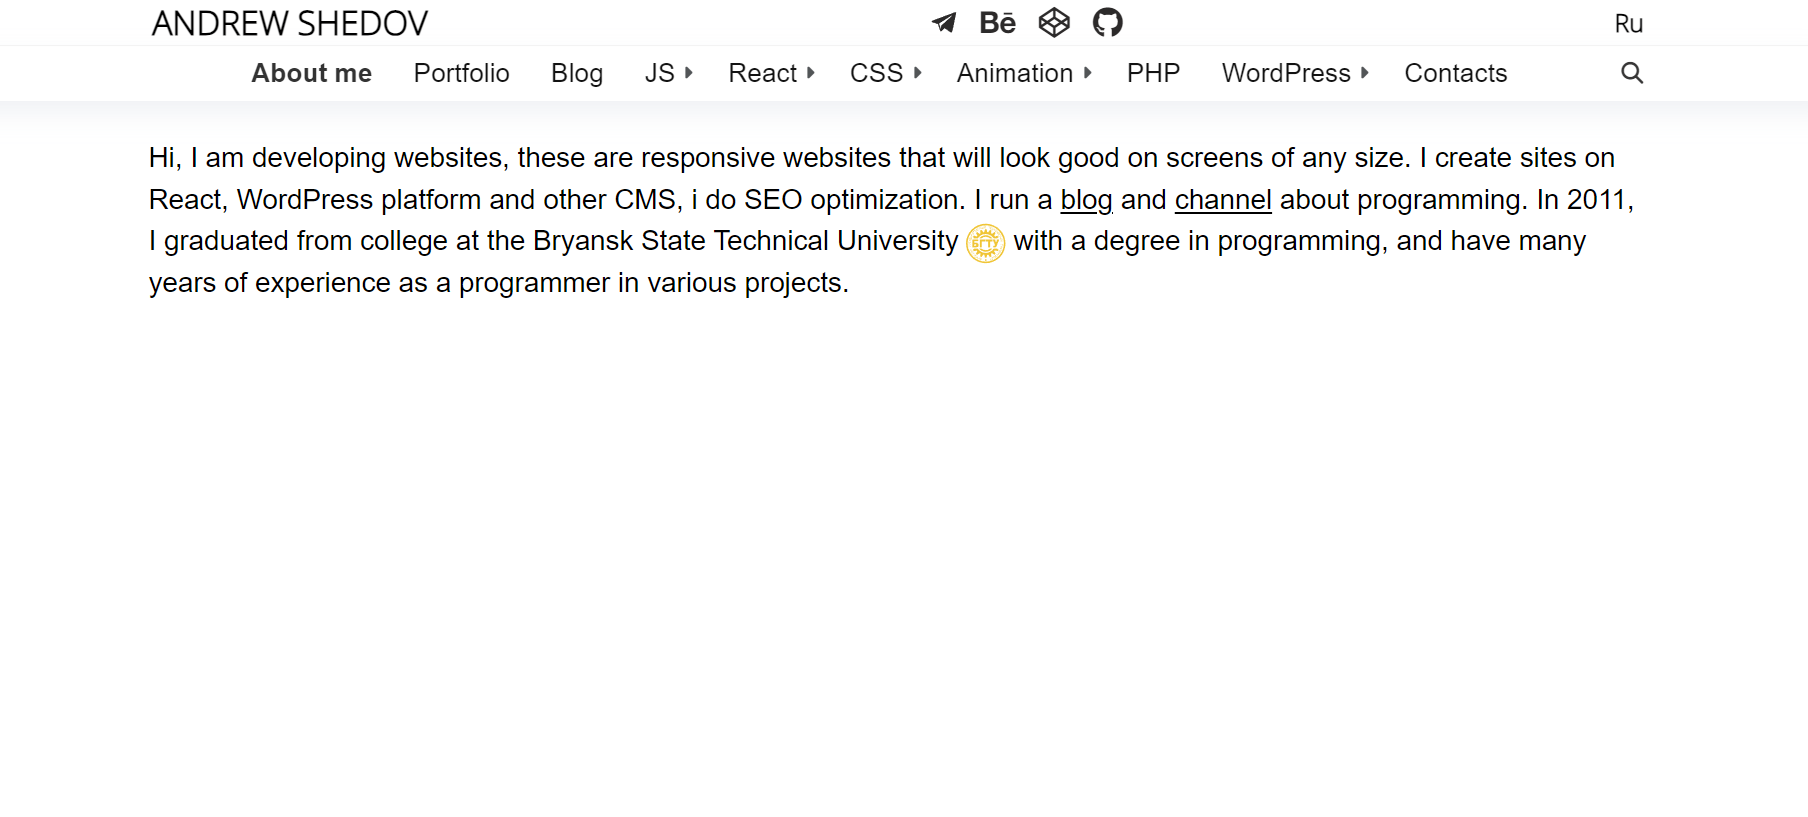 ANDREW SHEDOV Bē Ru
About me Portfolio Blog JS React CSS Animation PHP WordPress Contacts
Hi, I am developing websites, these are responsive websites that will look good on screens of any size. I create sites on
React, WordPress platform and other CMS, i do SEO optimization. I run a blog and channel about programming. In 2011,
I graduated from college at the Bryansk State Technical University БГТУ with a degree in programming, and have many
years of experience as a programmer in various projects.